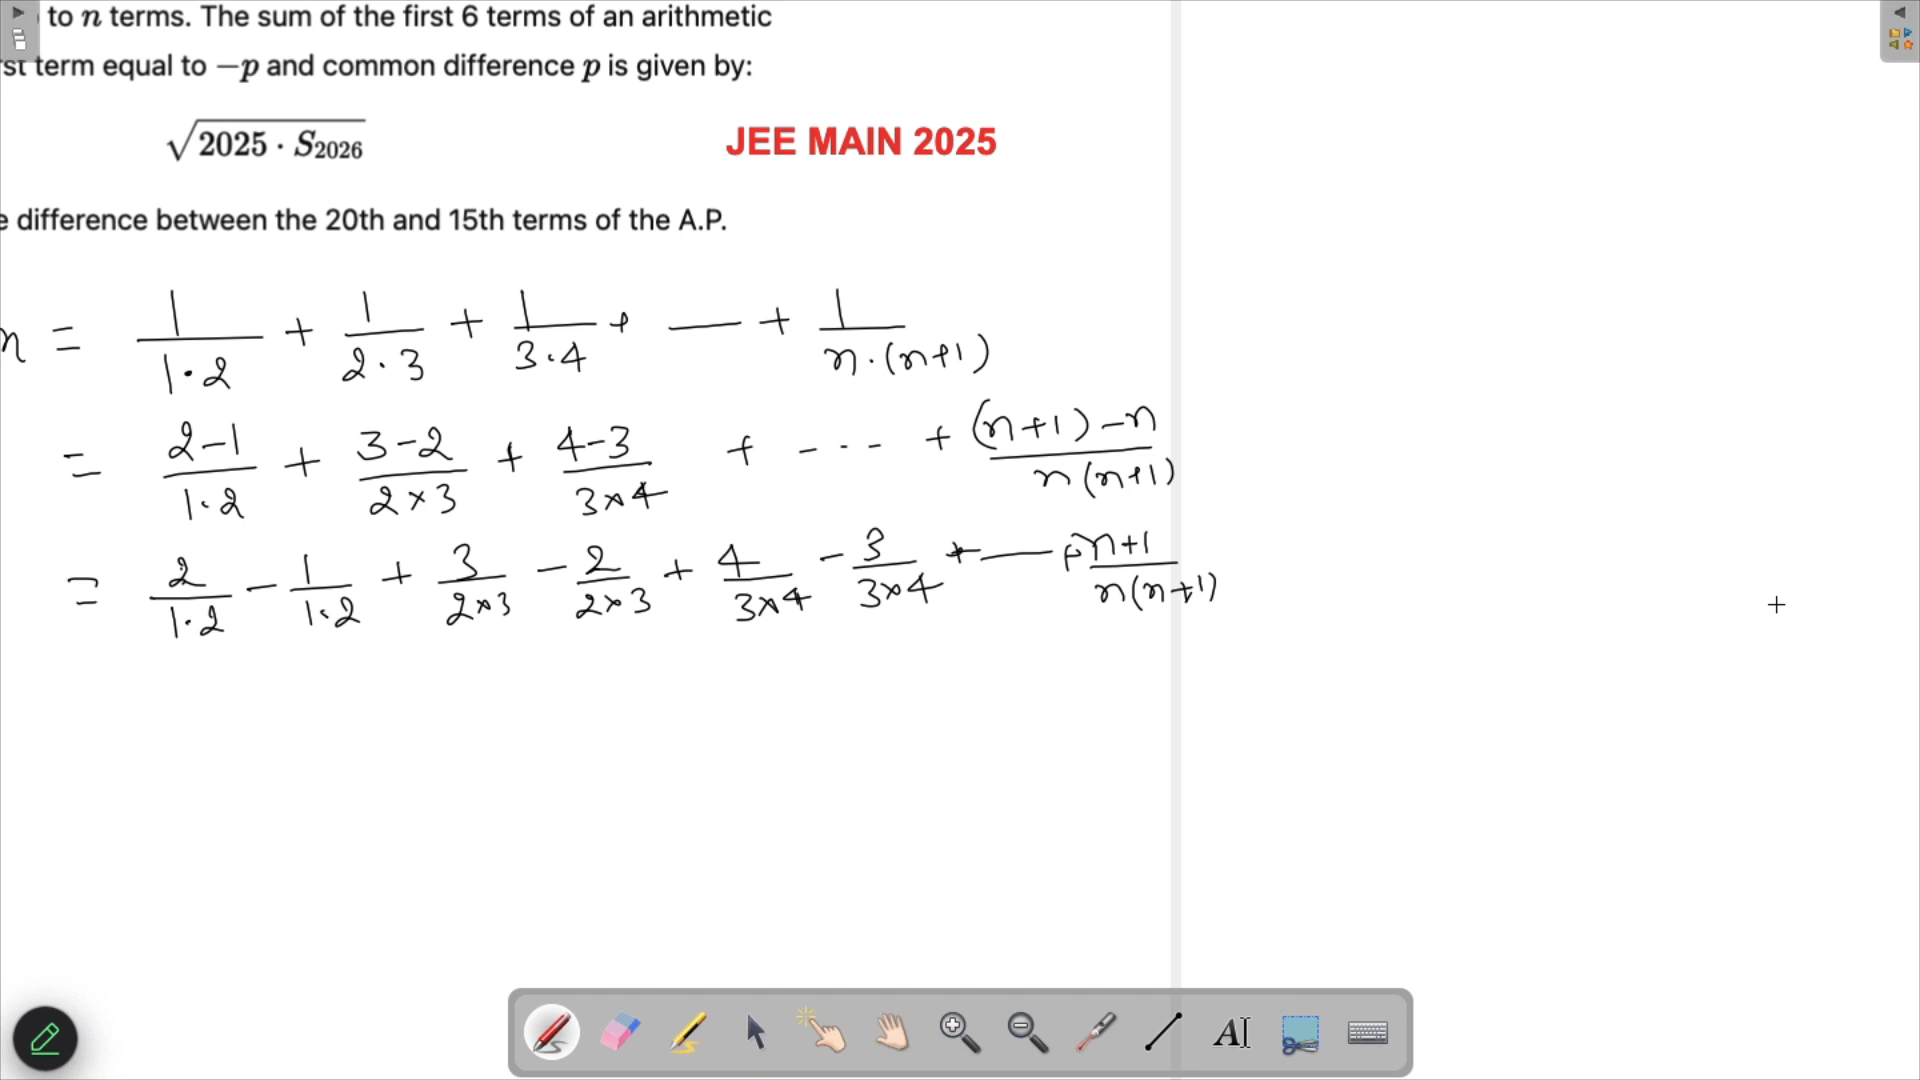 to n terms. The sum of the first 6 terms of an arithmetic
st term equal to −p and common difference p is given by:
√(2025 · S₂₀₂₆)
JEE MAIN 2025
e difference between the 20th and 15th terms of the A.P.
n = 1/(1·2) + 1/(2·3) + 1/(3·4) + — + 1/(n·(n+1))
= (2−1)/(1·2) + (3−2)/(2×3) + (4−3)/(3×4) + ---- + ((n+1)−n)/(n(n+1))
= 2/(1·2) − 1/(1·2) + 3/(2×3) − 2/(2×3) + 4/(3×4) − 3/(3×4) + — + (n+1)/(n(n+1))